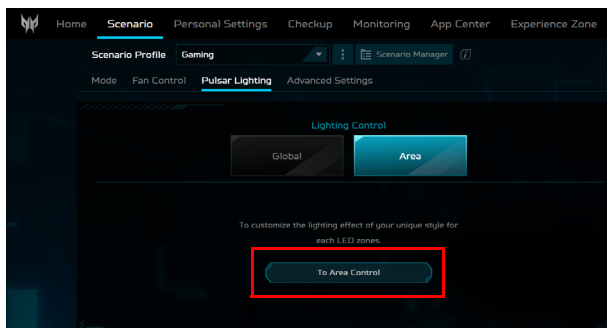 Home Scenario Personal Settings Checkup Monitoring App Center Experience Zone
Scenario Profile Gaming Scenario Manager
Mode Fan Control Pulsar Lighting Advanced Settings
Lighting Control
Global Area
To customize the lighting effect of your unique style for
each LED zones.
To Area Control